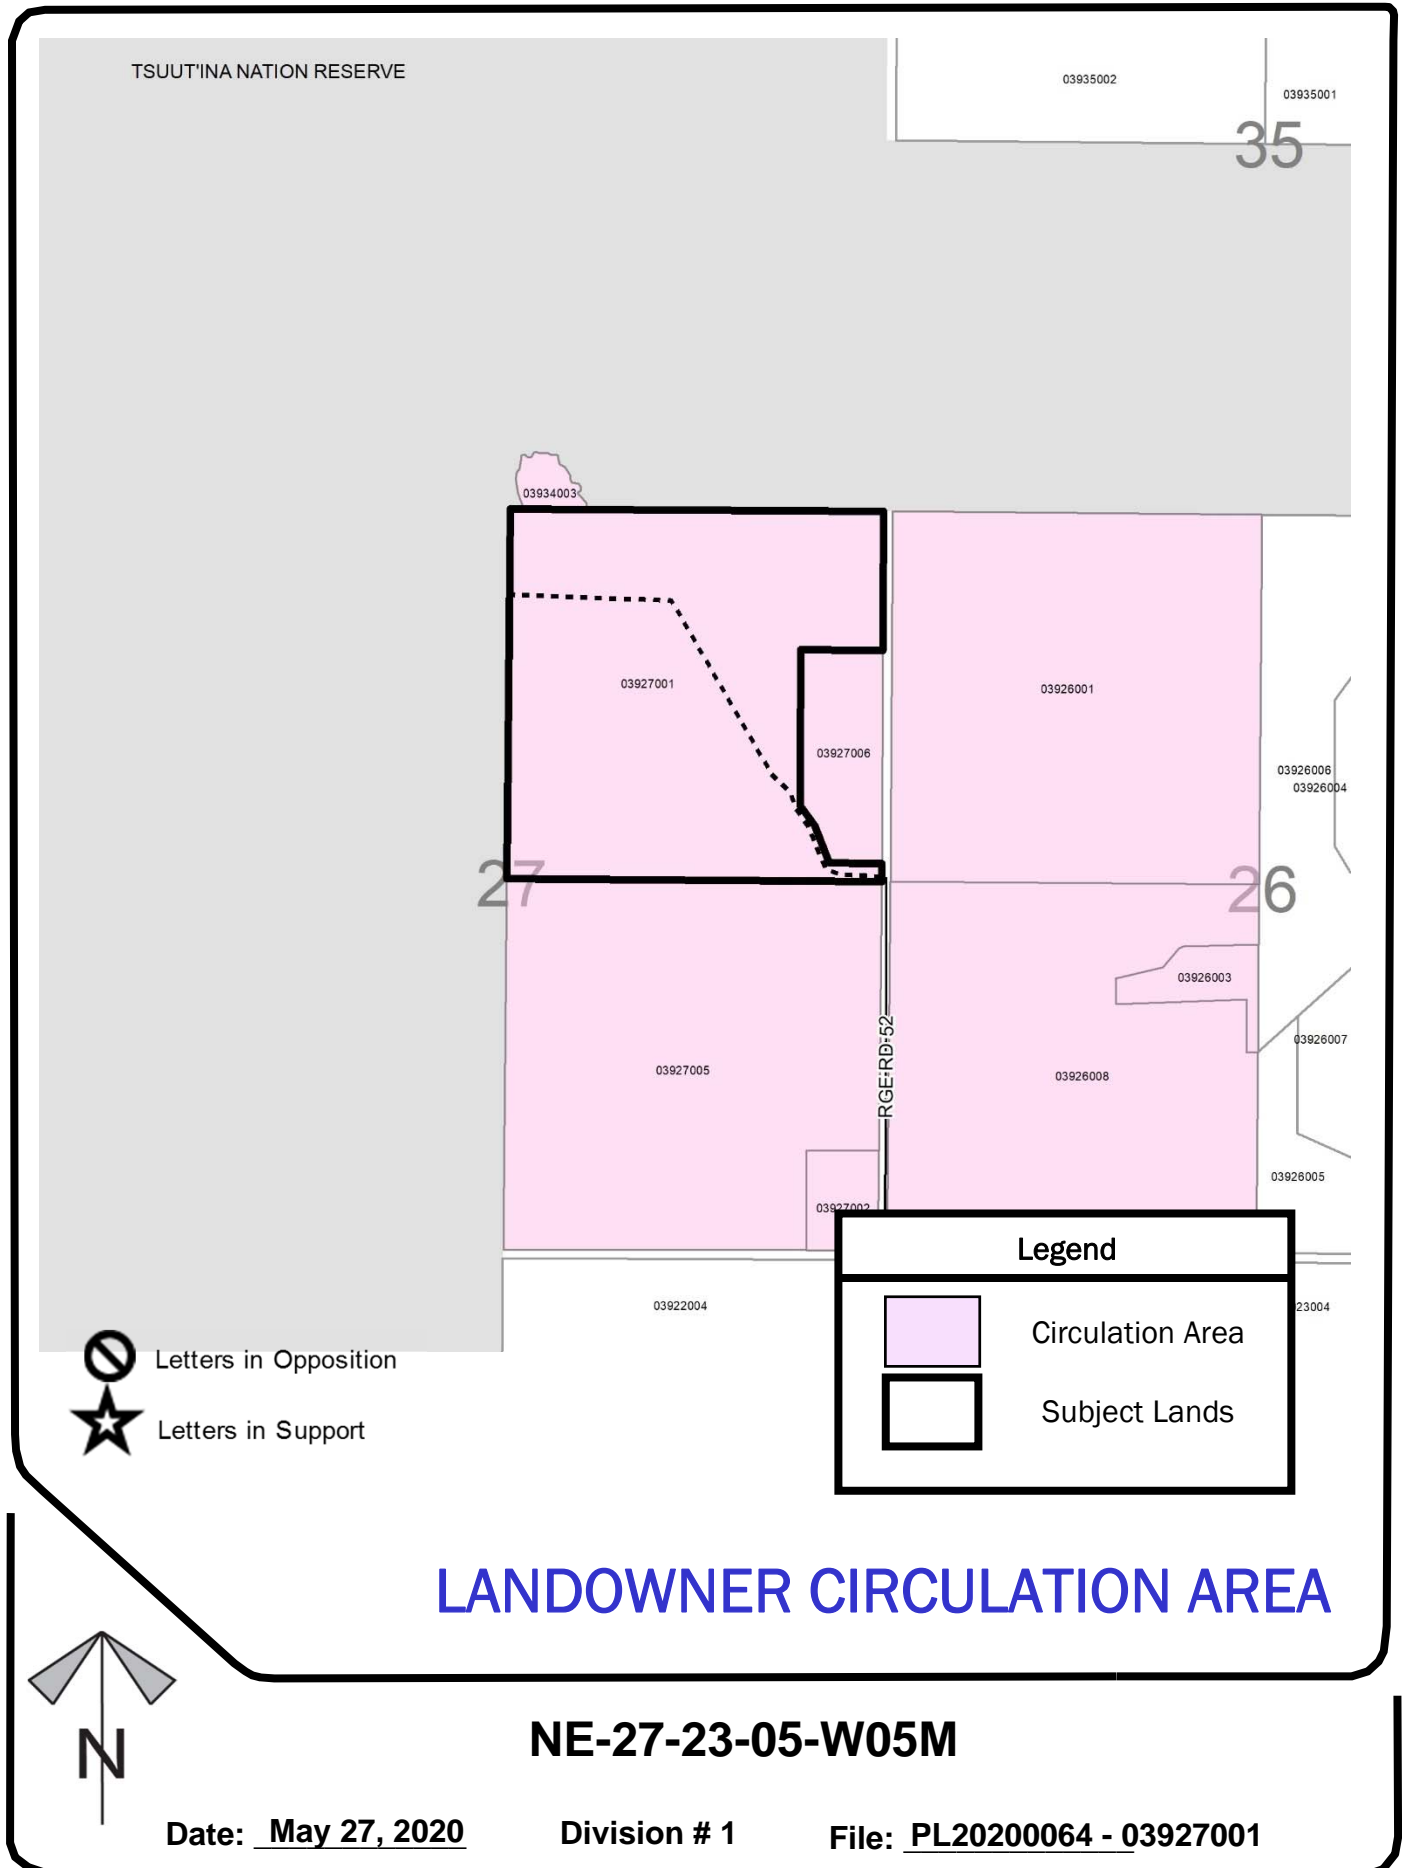 TSUUT'INA NATION RESERVE
03935002
03935001
35
03934003
03927001
03926001
03927006
03926006
03926004
27
26
03926003
03926007
RGE RD 52
03927005
03926008
03926005
03927002
Legend
03922004
23004
Circulation Area
Letters in Opposition
Subject Lands
Letters in Support
LANDOWNER CIRCULATION AREA
N
NE-27-23-05-W05M
Date: May 27, 2020 Division # 1 File: PL20200064 - 03927001